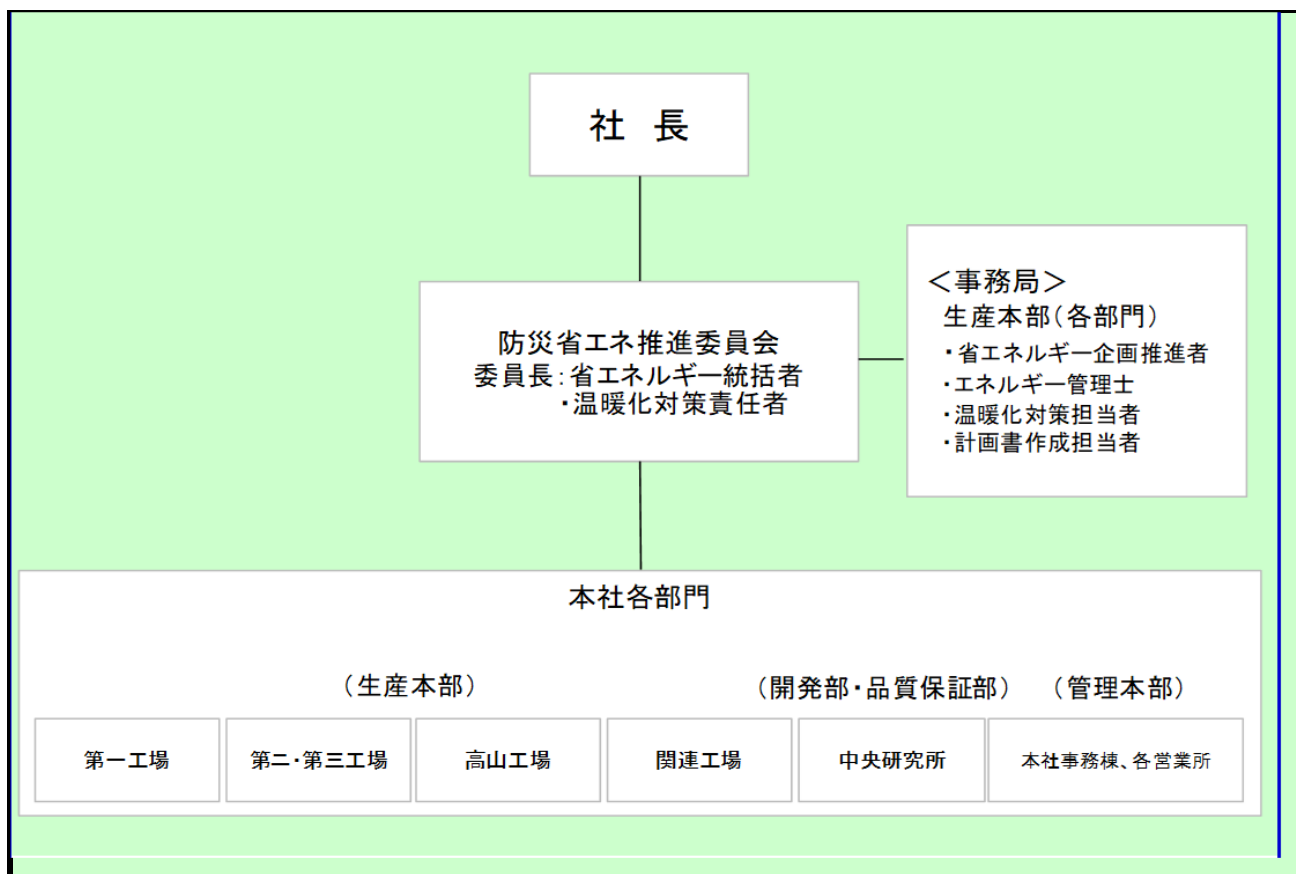 社　長
防災省エネ推進委員会
委員長：省エネルギー統括者
・温暖化対策責任者
＜事務局＞
生産本部（各部門）
・省エネルギー企画推進者
・エネルギー管理士
・温暖化対策担当者
・計画書作成担当者
本社各部門
（生産本部）
（開発部・品質保証部）
（管理本部）
第一工場
第二・第三工場
高山工場
関連工場
中央研究所
本社事務棟、各営業所